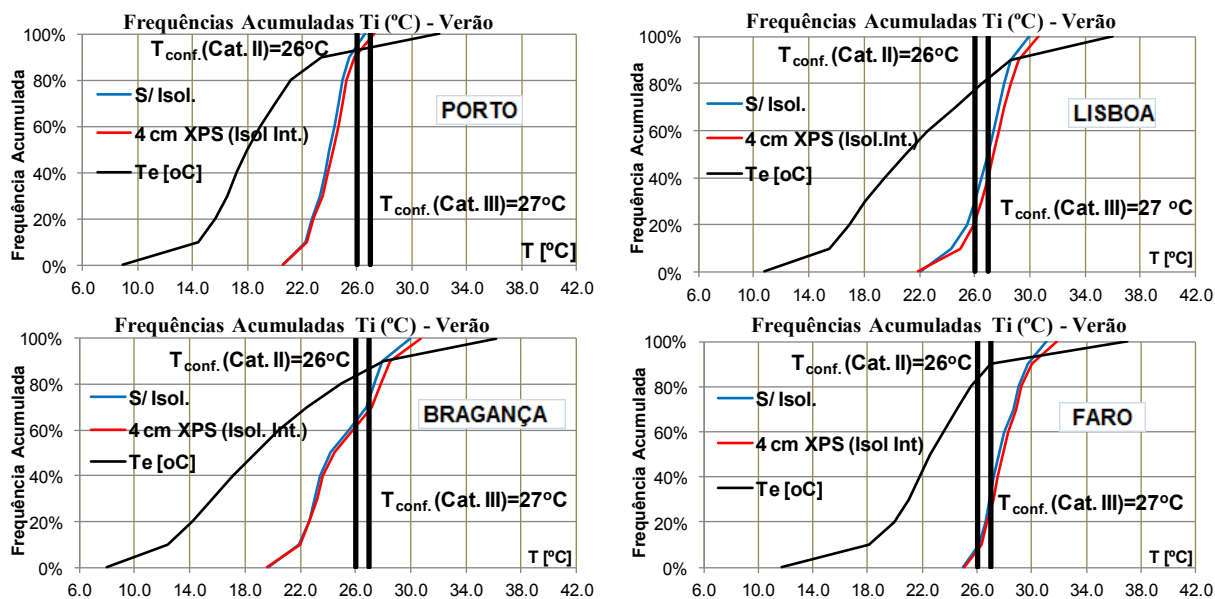 Frequências Acumuladas Ti (ºC) - Verão
Frequência Acumulada
100%
80%
60%
40%
20%
0%
T conf. (Cat. II)=26ºC
S/ Isol.
4 cm XPS (Isol Int.)
Te [oC]
PORTO
T conf. (Cat. III)=27ºC
T [ºC]
6.0 10.0 14.0 18.0 22.0 26.0 30.0 34.0 38.0 42.0
Frequências Acumuladas Ti (ºC) - Verão
Frequência Acumulada
100%
80%
60%
40%
20%
0%
T conf. (Cat. II)=26ºC
S/ Isol.
4 cm XPS (Isol.Int.)
Te [oC]
LISBOA
T conf. (Cat. III)=27 ºC
T [ºC]
6.0 10.0 14.0 18.0 22.0 26.0 30.0 34.0 38.0 42.0
Frequências Acumuladas Ti (ºC) - Verão
Frequência Acumulada
100%
80%
60%
40%
20%
0%
T conf. (Cat. II)=26ºC
S/ Isol.
4 cm XPS (Isol. Int.)
Te [oC]
BRAGANÇA
T conf. (Cat. III)=27ºC
T [ºC]
6.0 10.0 14.0 18.0 22.0 26.0 30.0 34.0 38.0 42.0
Frequências Acumuladas Ti (ºC) - Verão
Frequência Acumulada
100%
80%
60%
40%
20%
0%
T conf. (Cat. II)=26ºC
S/ Isol.
4 cm XPS (Isol Int)
Te [oC]
FARO
T conf. (Cat. III)=27ºC
T [ºC]
6.0 10.0 14.0 18.0 22.0 26.0 30.0 34.0 38.0 42.0